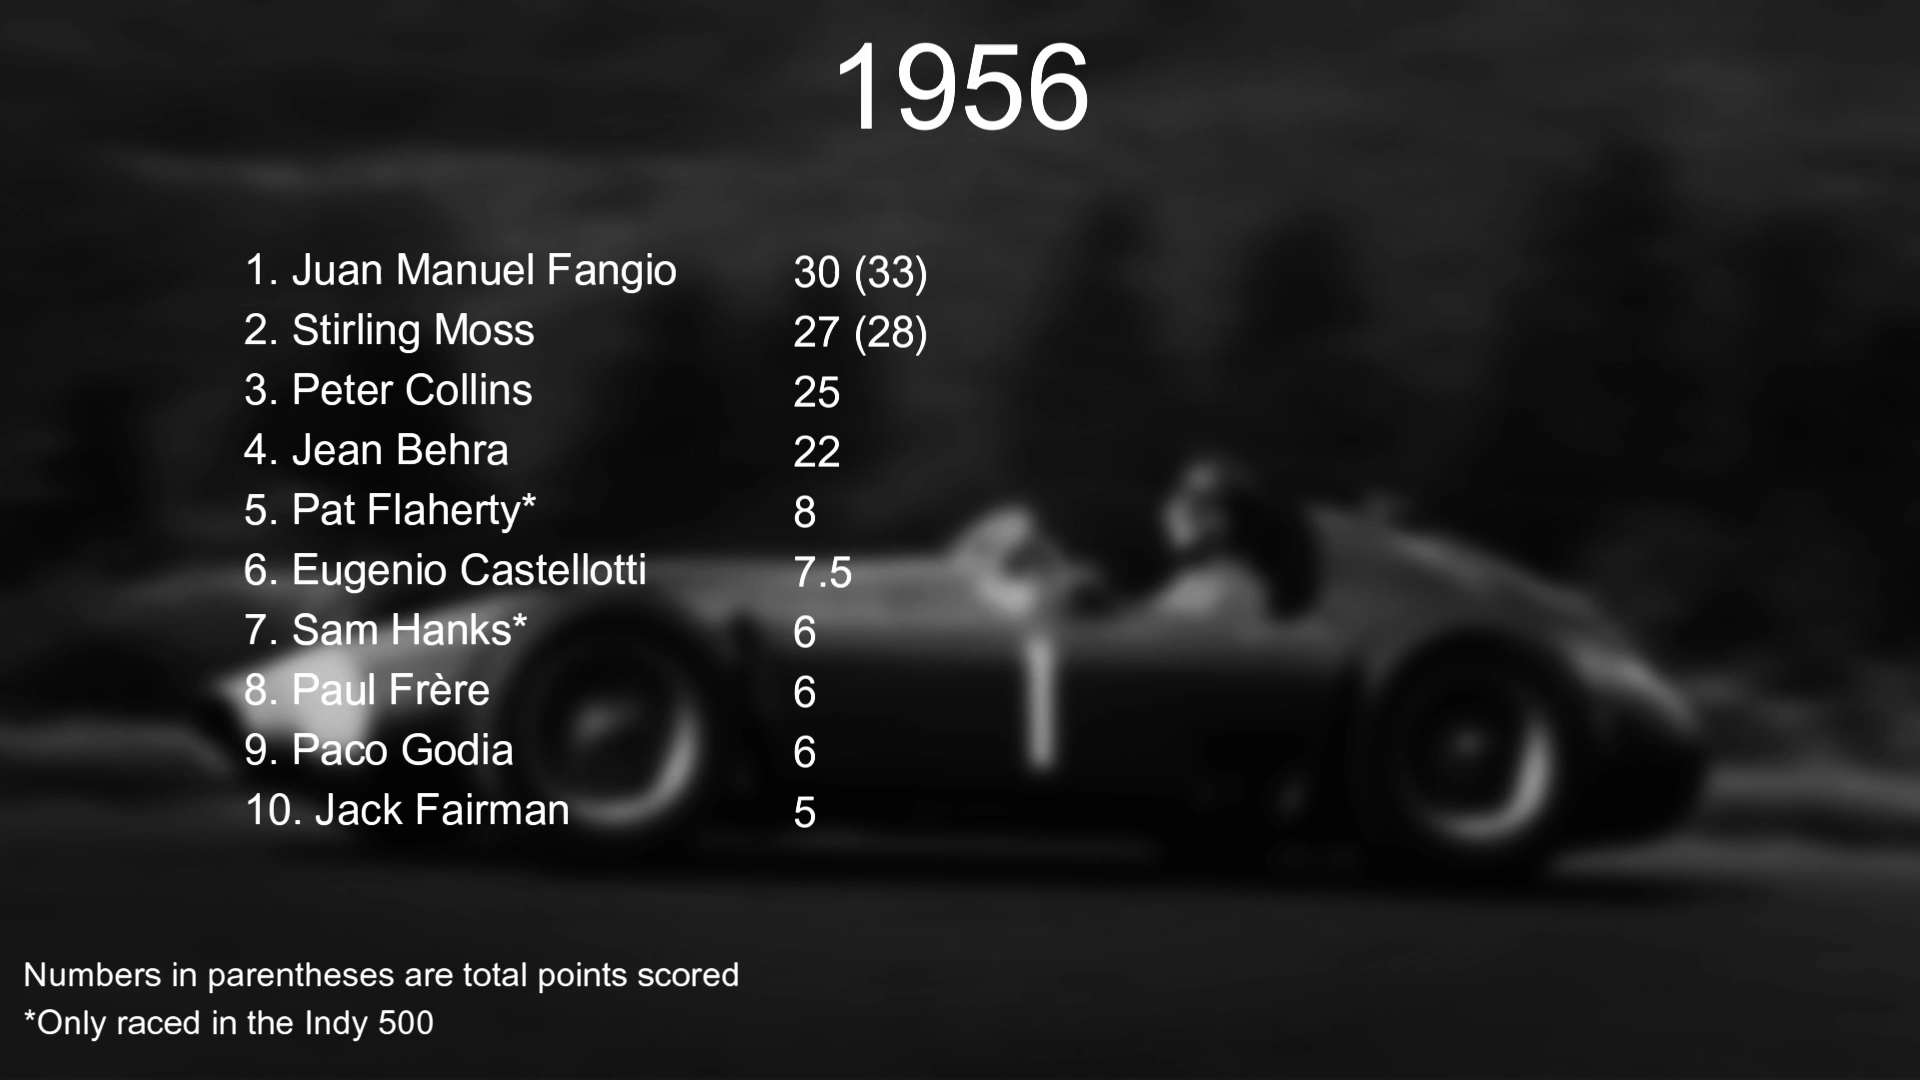 1956
1. Juan Manuel Fangio 30 (33)
2. Stirling Moss 27 (28)
3. Peter Collins 25
4. Jean Behra 22
5. Pat Flaherty* 8
6. Eugenio Castellotti 7.5
7. Sam Hanks* 6
8. Paul Frère 6
9. Paco Godia 6
10. Jack Fairman 5
Numbers in parentheses are total points scored
*Only raced in the Indy 500